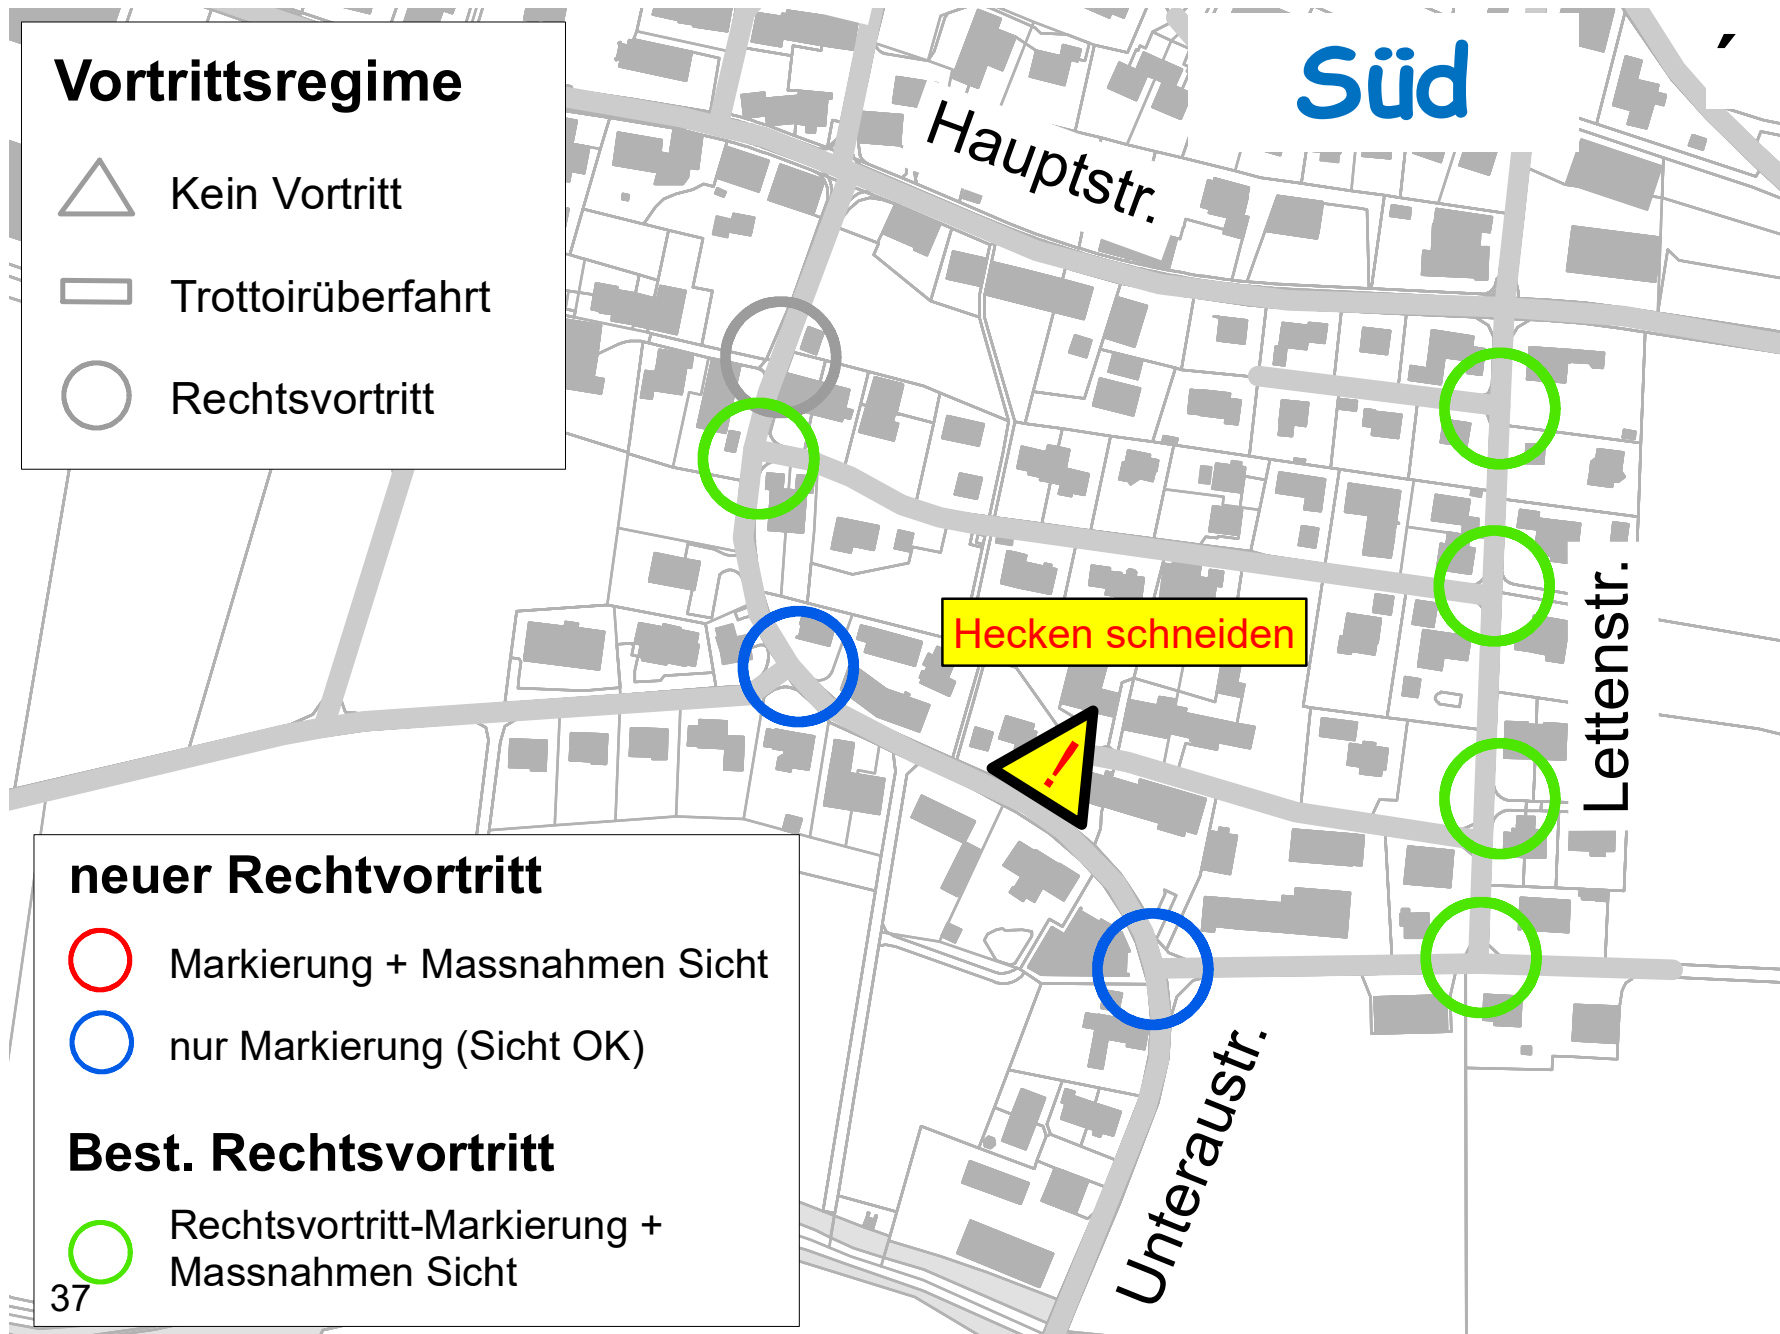 Vortrittsregime
Kein Vortritt
Trottoirüberfahrt
Rechtsvortritt
Süd
Hauptstr.
Hecken schneiden
!
Lettenstr.
Unteraustr.
neuer Rechtvortritt
Markierung + Massnahmen Sicht
nur Markierung (Sicht OK)
Best. Rechtsvortritt
Rechtsvortritt-Markierung +
Massnahmen Sicht
37